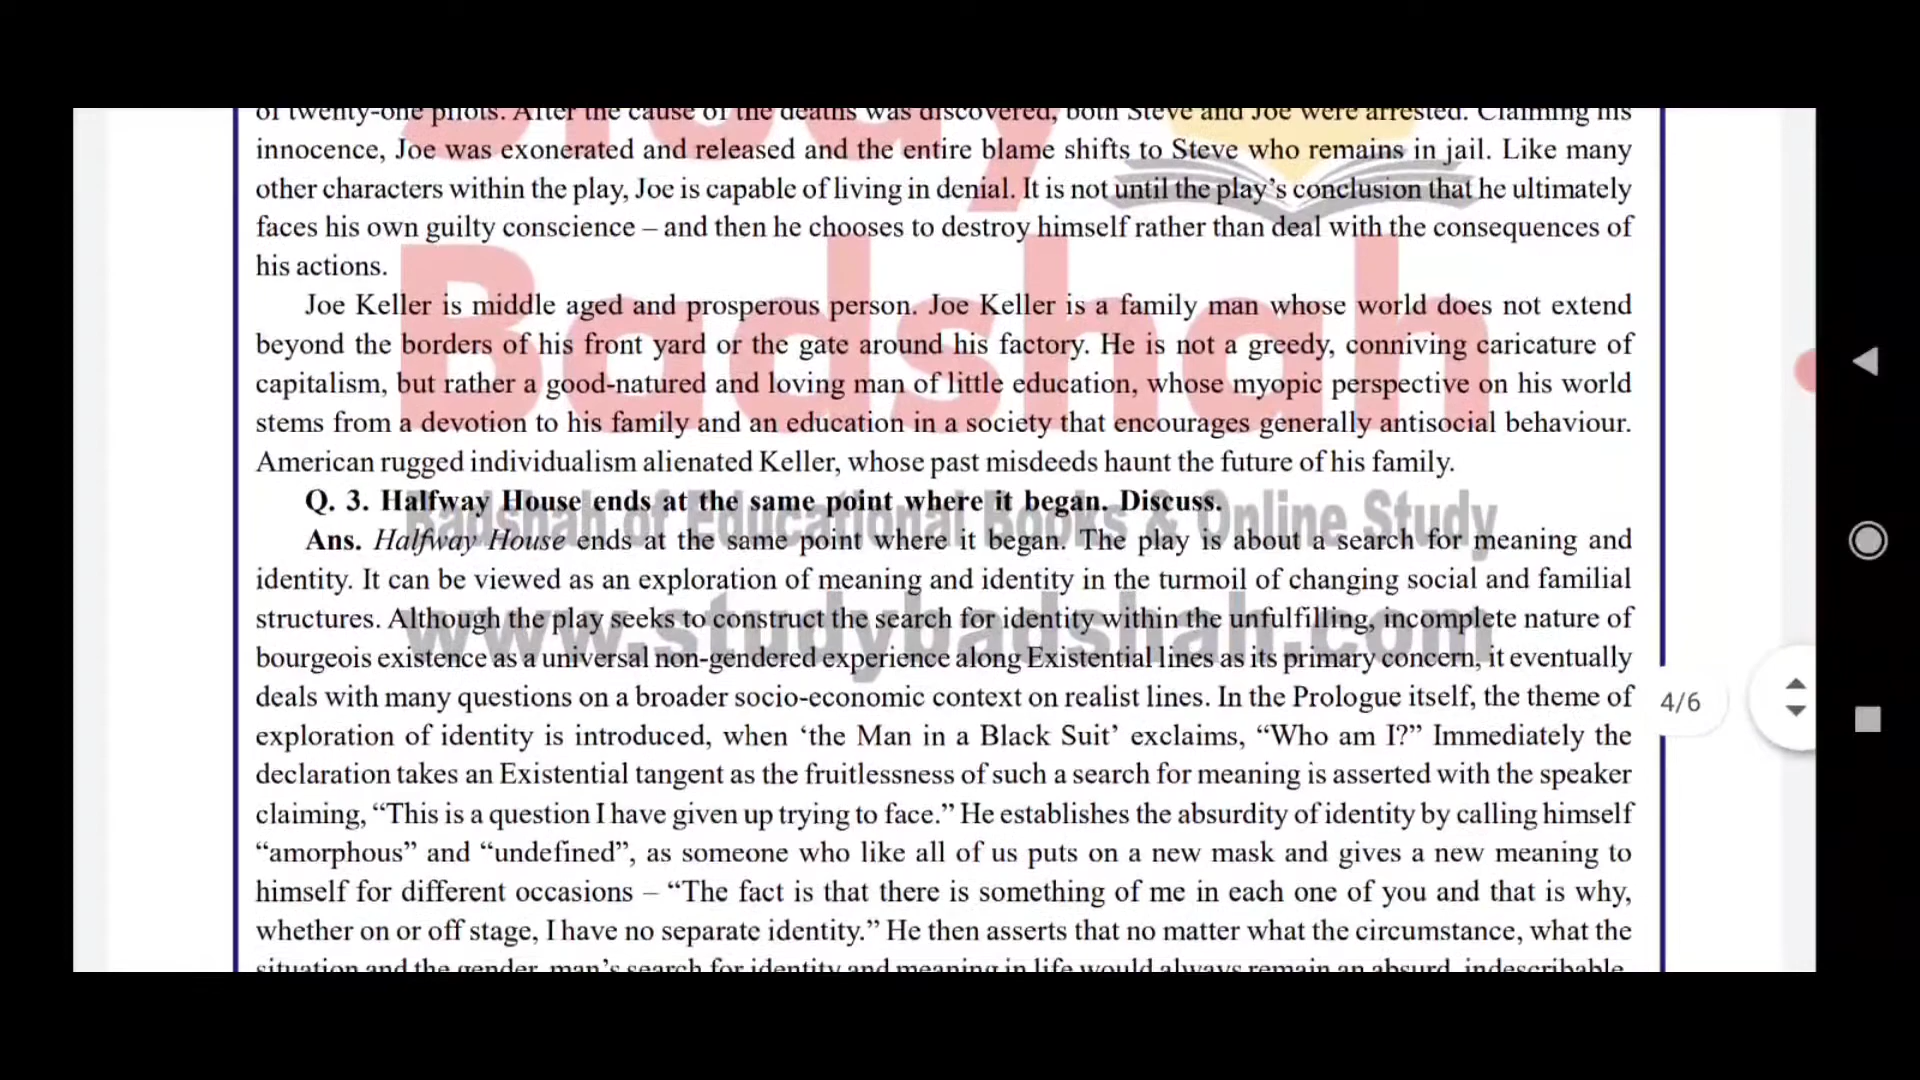 of twenty-one pilots. After the cause of the deaths was discovered, both Steve and Joe were arrested. Claiming his
innocence, Joe was exonerated and released and the entire blame shifts to Steve who remains in jail. Like many
other characters within the play, Joe is capable of living in denial. It is not until the play’s conclusion that he ultimately
faces his own guilty conscience – and then he chooses to destroy himself rather than deal with the consequences of
his actions.
Joe Keller is middle aged and prosperous person. Joe Keller is a family man whose world does not extend
beyond the borders of his front yard or the gate around his factory. He is not a greedy, conniving caricature of
capitalism, but rather a good-natured and loving man of little education, whose myopic perspective on his world
stems from a devotion to his family and an education in a society that encourages generally antisocial behaviour.
American rugged individualism alienated Keller, whose past misdeeds haunt the future of his family.
Q. 3. Halfway House ends at the same point where it began. Discuss.
Ans. Halfway House ends at the same point where it began. The play is about a search for meaning and
identity. It can be viewed as an exploration of meaning and identity in the turmoil of changing social and familial
structures. Although the play seeks to construct the search for identity within the unfulfilling, incomplete nature of
bourgeois existence as a universal non-gendered experience along Existential lines as its primary concern, it eventually
deals with many questions on a broader socio-economic context on realist lines. In the Prologue itself, the theme of
exploration of identity is introduced, when ‘the Man in a Black Suit’ exclaims, “Who am I?” Immediately the
declaration takes an Existential tangent as the fruitlessness of such a search for meaning is asserted with the speaker
claiming, “This is a question I have given up trying to face.” He establishes the absurdity of identity by calling himself
“amorphous” and “undefined”, as someone who like all of us puts on a new mask and gives a new meaning to
himself for different occasions – “The fact is that there is something of me in each one of you and that is why,
whether on or off stage, I have no separate identity.” He then asserts that no matter what the circumstance, what the
situation and the gender, man’s search for identity and meaning in life would always remain an absurd, indescribable,
Study
Badshah
Badshah of Educational Books & Online Study
www.studybadshah.com
4/6